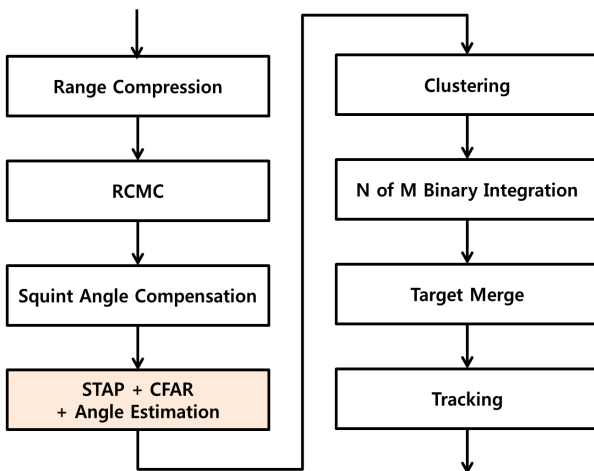 Range Compression
RCMC
Squint Angle Compensation
STAP + CFAR
+ Angle Estimation
Clustering
N of M Binary Integration
Target Merge
Tracking